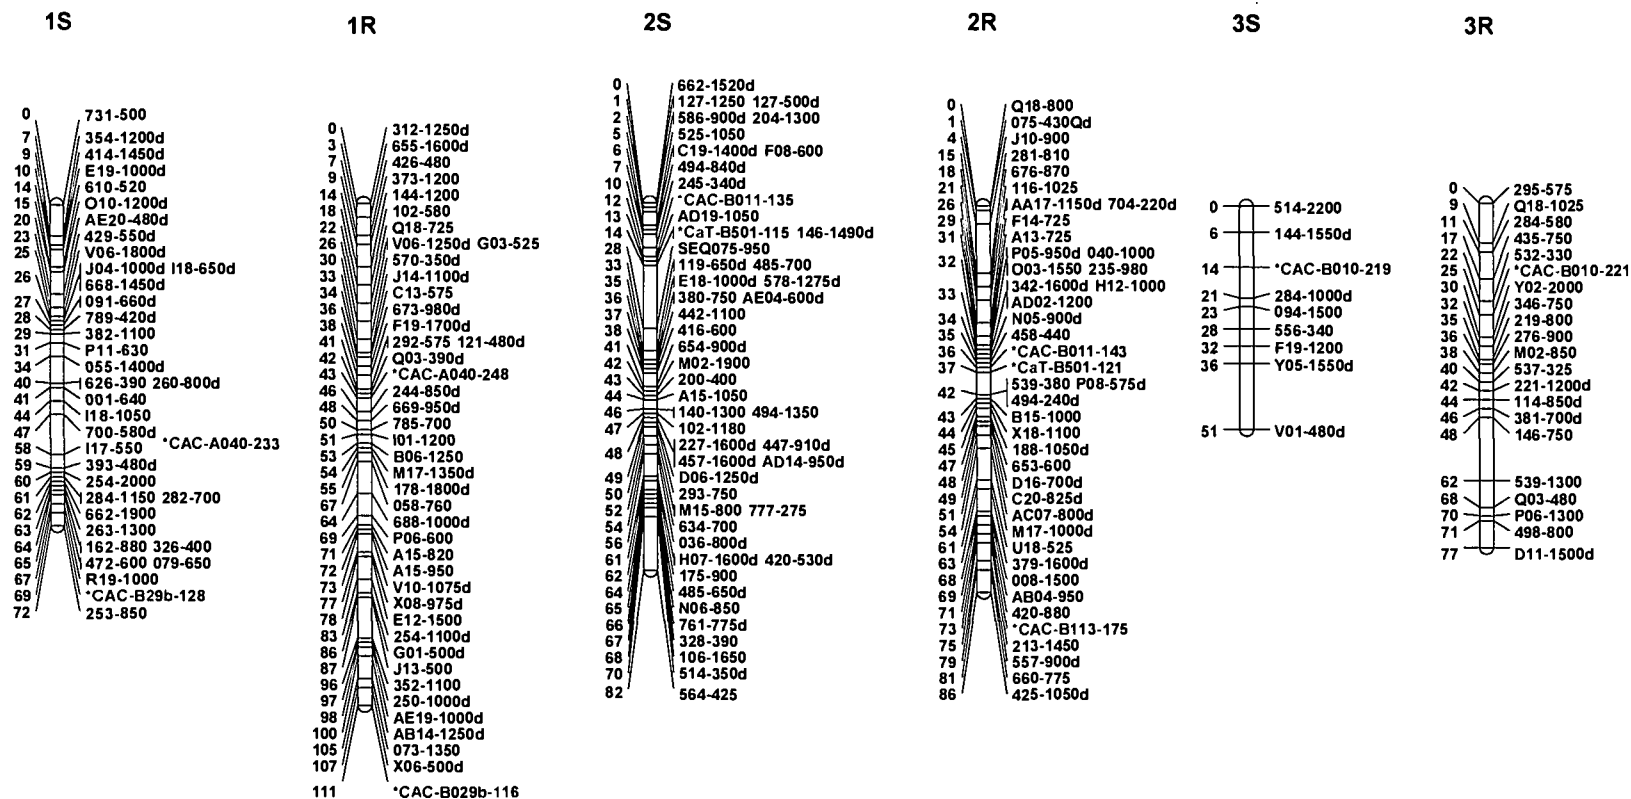 1S
0 731-500
7 354-1200d
9 414-1450d
10 E19-1000d
14 610-520
15 O10-1200d
20 AE20-480d
23 429-550d
25 V06-1800d
26 J04-1000d I18-650d
668-1450d
27 091-660d
28 789-420d
29 382-1100
31 P11-630
34 055-1400d
40 626-390 260-800d
41 001-640
44 I18-1050
47 700-580d
58 I17-550 *CAC-A040-233
59 393-480d
60 254-2000
61 284-1150 282-700
62 662-1900
63 263-1300
64 162-880 326-400
65 472-600 079-650
67 R19-1000
69 *CAC-B29b-128
72 253-850
1R
0 312-1250d
3 655-1600d
7 426-480
9 373-1200
14 144-1200
18 102-580
22 Q18-725
26 V06-1250d G03-525
30 570-350d
33 J14-1100d
34 C13-575
36 673-980d
38 F19-1700d
41 292-575 121-480d
42 Q03-390d
43 *CAC-A040-248
46 244-850d
48 669-950d
50 785-700
51 I01-1200
53 B06-1250
54 M17-1350d
55 178-1800d
67 058-760
64 688-1000d
69 P06-600
71 A15-820
72 A15-950
73 V10-1075d
77 X08-975d
78 E12-1500
83 254-1100d
86 G01-500d
87 J13-500
96 352-1100
97 250-1000d
98 AE19-1000d
100 AB14-1250d
105 073-1350
107 X06-500d
111 *CAC-B029b-116
2S
0 662-1520d
1 127-1250 127-500d
2 586-900d 204-1300
5 525-1050
6 C19-1400d F08-600
7 494-840d
10 245-340d
12 *CAC-B011-135
13 AD19-1050
14 *CaT-B501-115 146-1490d
28 SEQ075-950
33 119-650d 485-700
35 E18-1000d 578-1275d
36 380-750 AE04-600d
37 442-1100
38 416-600
41 654-900d
42 M02-1900
43 200-400
44 A15-1050
46 140-1300 494-1350
47 102-1180
48 227-1600d 447-910d
457-1600d AD14-950d
49 D06-1250d
50 293-750
52 M15-800 777-275
54 634-700
56 036-800d
61 H07-1600d 420-530d
62 175-900
64 485-650d
65 N06-850
66 761-775d
67 328-390
68 106-1650
70 514-350d
82 564-425
2R
0 Q18-800
1 075-430Qd
4 J10-900
15 281-810
18 676-870
21 116-1025
26 AA17-1150d 704-220d
29 F14-725
31 A13-725
32 P05-950d 040-1000
O03-1550 235-980
33 342-1600d H12-1000
AD02-1200
34 N05-900d
35 458-440
36 *CAC-B011-143
37 *CaT-B501-121
42 539-380 P08-575d
494-240d
43 B15-1000
44 X18-1100
45 188-1050d
47 653-600
48 D16-700d
49 C20-825d
51 AC07-800d
54 M17-1000d
61 U18-525
63 379-1600d
68 008-1500
69 AB04-950
71 420-880
73 *CAC-B113-175
75 213-1450
79 557-900d
81 660-775
86 425-1050d
3S
0 514-2200
6 144-1550d
14 *CAC-B010-219
21 284-1000d
23 094-1500
28 556-340
32 F19-1200
36 Y05-1550d
51 V01-480d
3R
0 295-575
9 Q18-1025
11 284-580
17 435-750
22 532-330
25 *CAC-B010-221
30 Y02-2000
32 346-750
35 219-800
36 276-900
38 M02-850
40 537-325
42 221-1200d
44 114-850d
46 381-700d
48 146-750
62 539-1300
68 Q03-480
70 P06-1300
71 498-800
77 D11-1500d